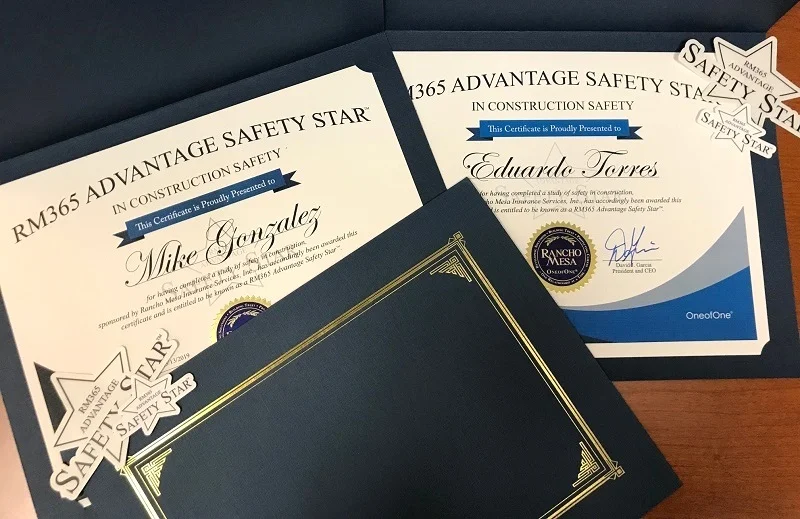 RM365 ADVANTAGE SAFETY STAR™
IN CONSTRUCTION SAFETY
This Certificate is Proudly Presented to
Mike Gonzalez
for having completed a study of safety in construction,
sponsored by Rancho Mesa Insurance Services, Inc., has accordingly been awarded this
certificate and is entitled to be known as a RM365 Advantage Safety Star™.
2019
RM365
ADVANTAGE
SAFETY STAR
RM365
ADVANTAGE
SAFETY STAR
M365 ADVANTAGE SAFETY STAR
IN CONSTRUCTION SAFETY
This Certificate is Proudly Presented to
Eduardo Torres
for having completed a study of safety in construction,
Rancho Mesa Insurance Services, Inc., has accordingly been awarded this
is entitled to be known as a RM365 Advantage Safety Star™.
RANCHO
MESA
ONEOFONE
David J. Garcia
President and CEO
OneofOne®
RM365
ADVANTAGE
SAFETY STAR
SAFETY STAR